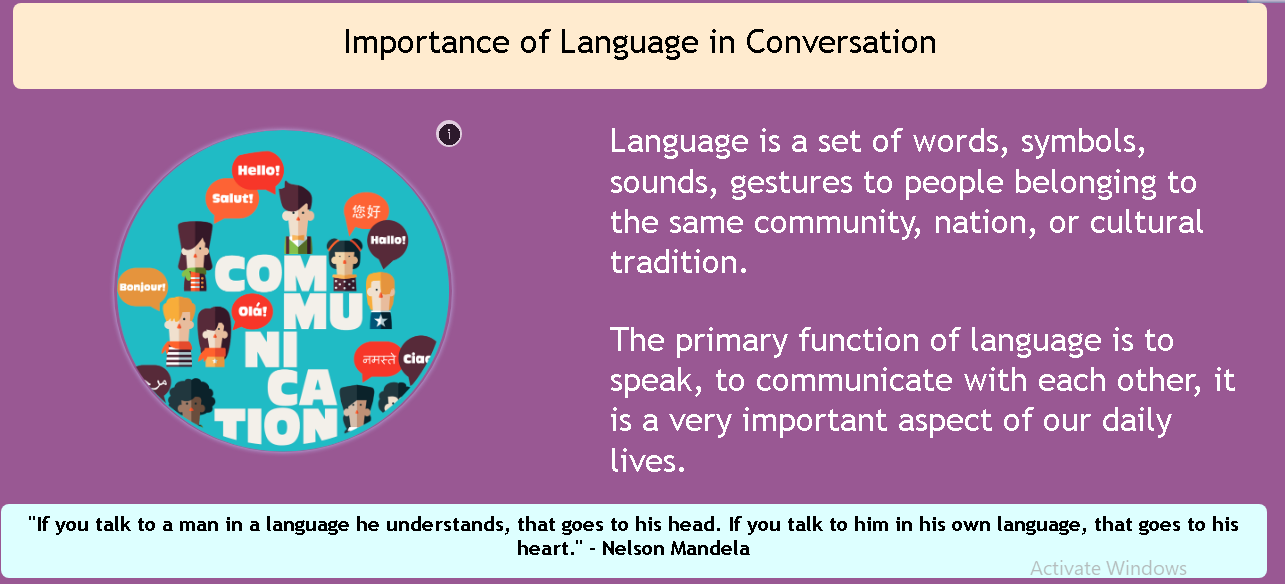 Importance of Language in Conversation
i
Hello!
Salut!
您好
Hallo!
COM
MU
NI
CA
TION
Bonjour!
Olá!
नमस्ते
Ciao
Language is a set of words, symbols,
sounds, gestures to people belonging to
the same community, nation, or cultural
tradition.
The primary function of language is to
speak, to communicate with each other, it
is a very important aspect of our daily
lives.
"If you talk to a man in a language he understands, that goes to his head. If you talk to him in his own language, that goes to his
heart." - Nelson Mandela
Activate Windows